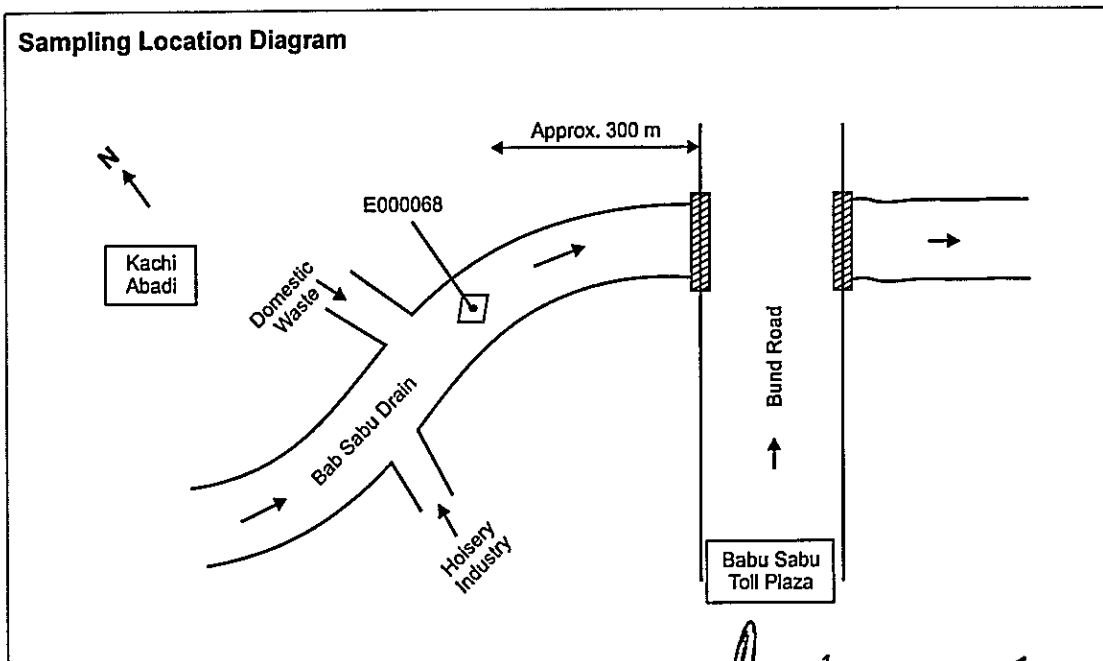 Sampling Location Diagram
Approx. 300 m
N
E000068
Kachi
Abadi
Domestic
Waste
Bab Sabu Drain
Bund Road
Hoisery
Industry
Babu Sabu
Toll Plaza